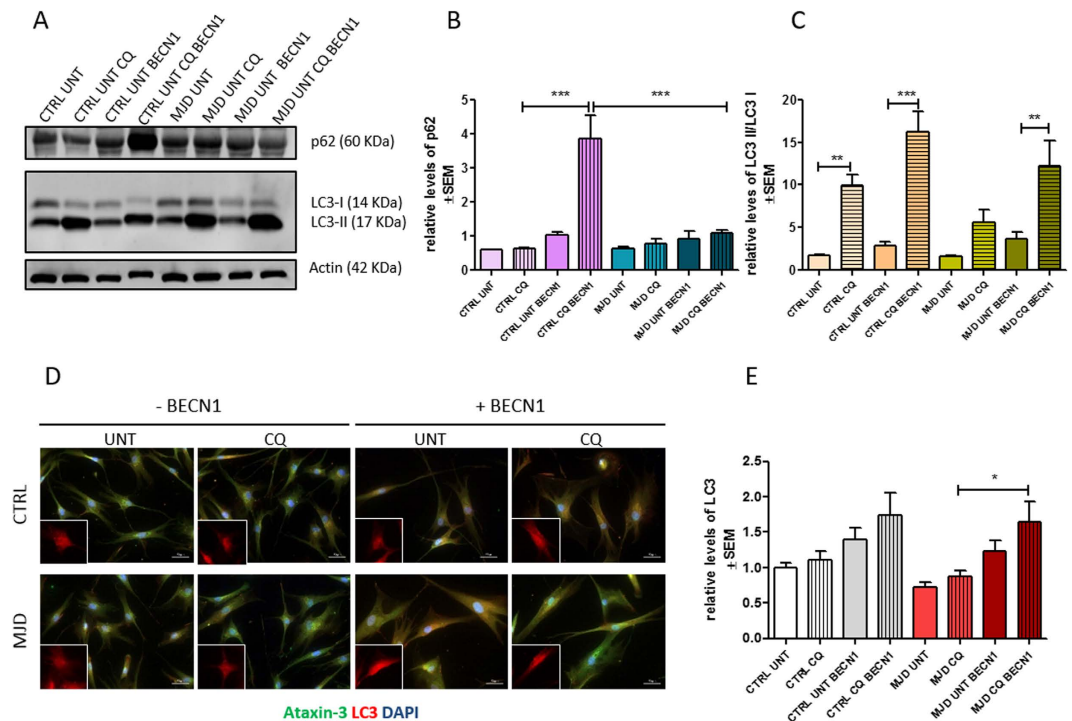 A
CTRL UNT
CTRL UNT CQ
CTRL UNT BECN1
CTRL UNT CQ BECN1
MJD UNT
MJD UNT CQ
MJD UNT BECN1
MJD UNT CQ BECN1
p62 (60 KDa)
LC3-I (14 KDa)
LC3-II (17 KDa)
Actin (42 KDa)
B
relative levels of p62
±SEM
6
4
2
0
***
***
CTRL UNT
CTRL CQ
CTRL UNT BECN1
CTRL CQ BECN1
MJD UNT
MJD CQ
MJD UNT BECN1
MJD CQ BECN1
C
relative leves of LC3 II/LC3 I
±SEM
20
15
10
5
0
**
***
**
CTRL UNT
CTRL CQ
CTRL UNT BECN1
CTRL CQ BECN1
MJD UNT
MJD CQ
MJD UNT BECN1
MJD CQ BECN1
D
- BECN1
+ BECN1
UNT
CQ
UNT
CQ
CTRL
MJD
Ataxin-3 LC3 DAPI
E
relative levels of LC3
±SEM
2.5
2.0
1.5
1.0
0.5
0.0
*
CTRL UNT
CTRL CQ
CTRL UNT BECN1
CTRL CQ BECN1
MJD UNT
MJD CQ
MJD UNT BECN1
MJD CQ BECN1